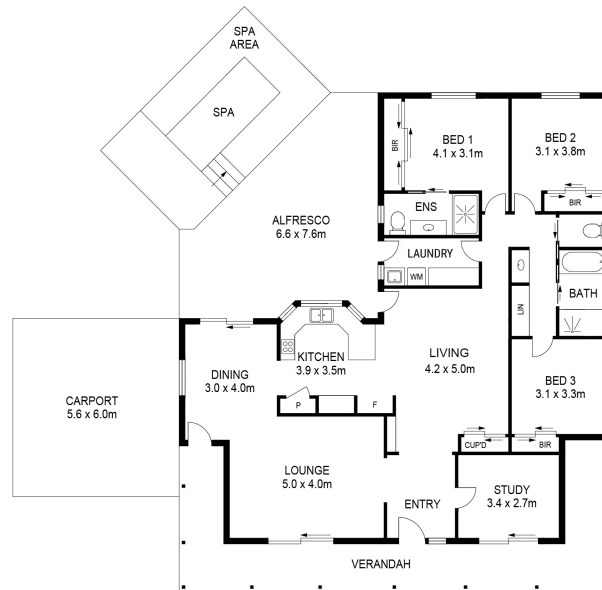 SPA
AREA
SPA
BIR
BED 1
4.1 x 3.1m
BED 2
3.1 x 3.8m
BIR
ENS
ALFRESCO
6.6 x 7.6m
LAUNDRY
WM
BATH
LIN
KITCHEN
3.9 x 3.5m
LIVING
4.2 x 5.0m
DINING
3.0 x 4.0m
BED 3
3.1 x 3.3m
CARPORT
5.6 x 6.0m
P
F
CUP'D
BIR
LOUNGE
5.0 x 4.0m
STUDY
3.4 x 2.7m
ENTRY
VERANDAH